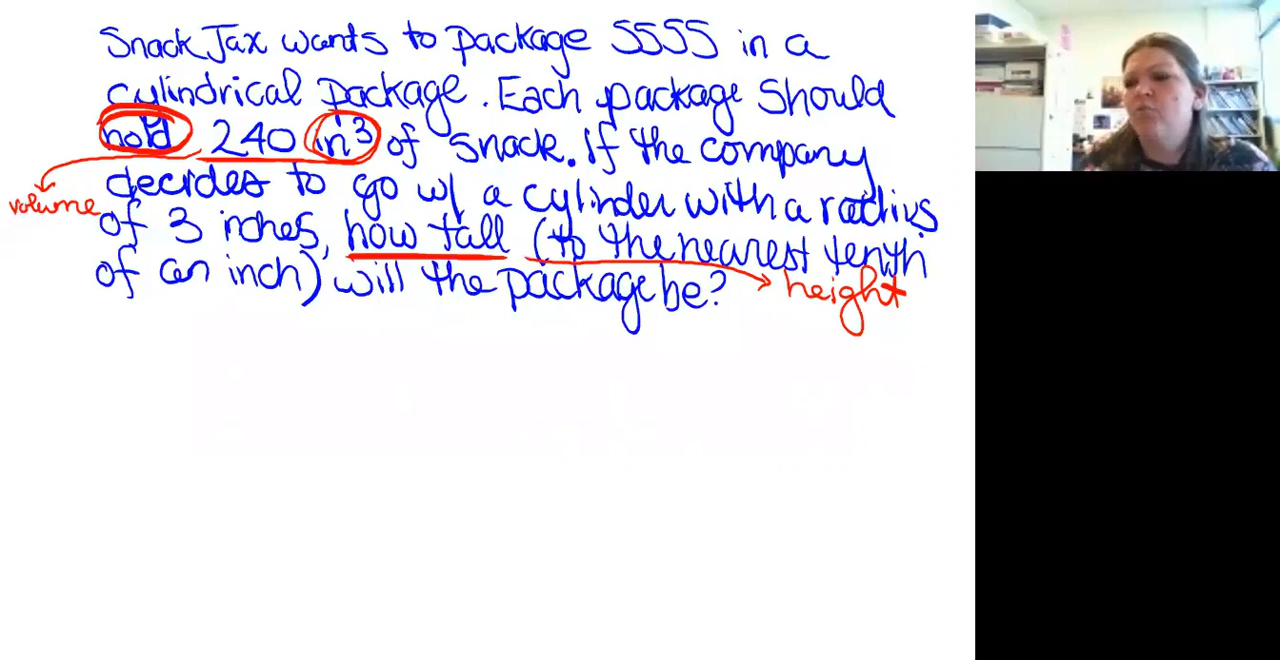 Snack Jax wants to package SSSS in a
cylindrical package. Each package should
hold 240 in³ of snack. If the company
decides to go w/ a cylinder with a radius
volume
of 3 inches, how tall (to the nearest tenth
of an inch) will the package be?
height